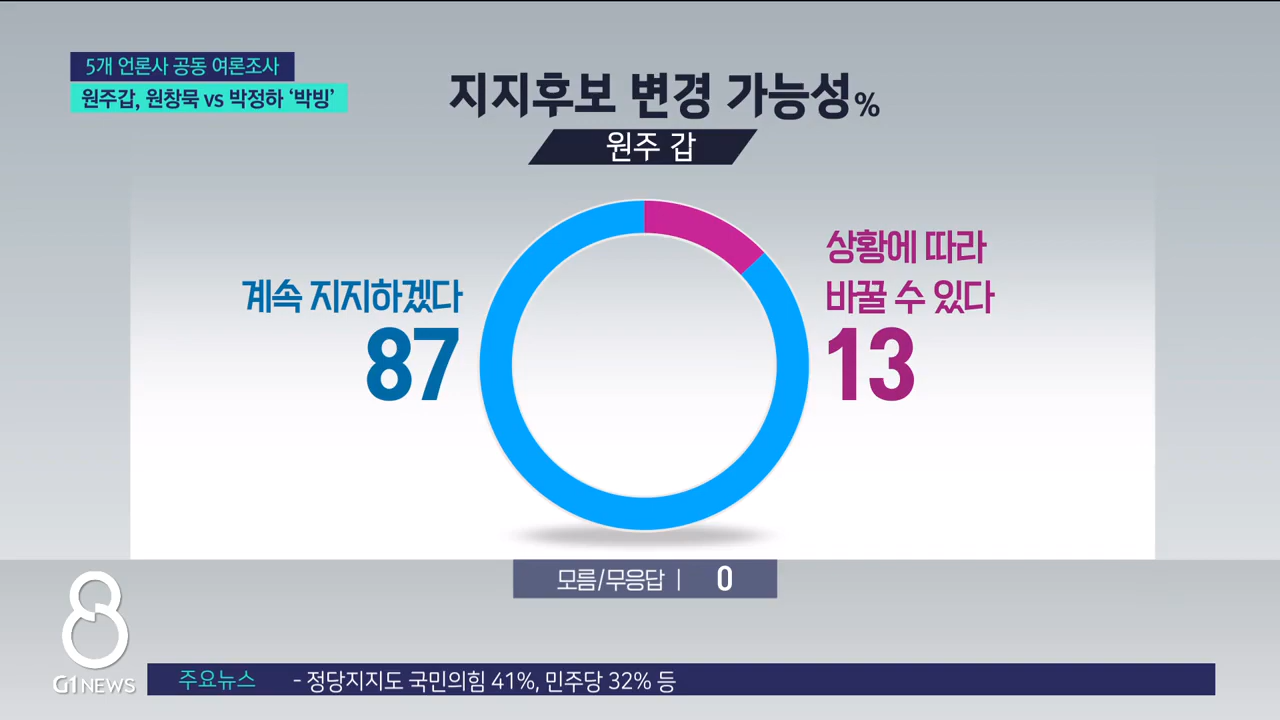 5개 언론사 공동 여론조사
원주갑, 원창묵 vs 박정하 ‘박빙’
지지후보 변경 가능성%
원주 갑
계속 지지하겠다
87
상황에 따라
바꿀 수 있다
13
모름/무응답 | 0
8
G1 NEWS
주요뉴스 - 정당지지도 국민의힘 41%, 민주당 32% 등